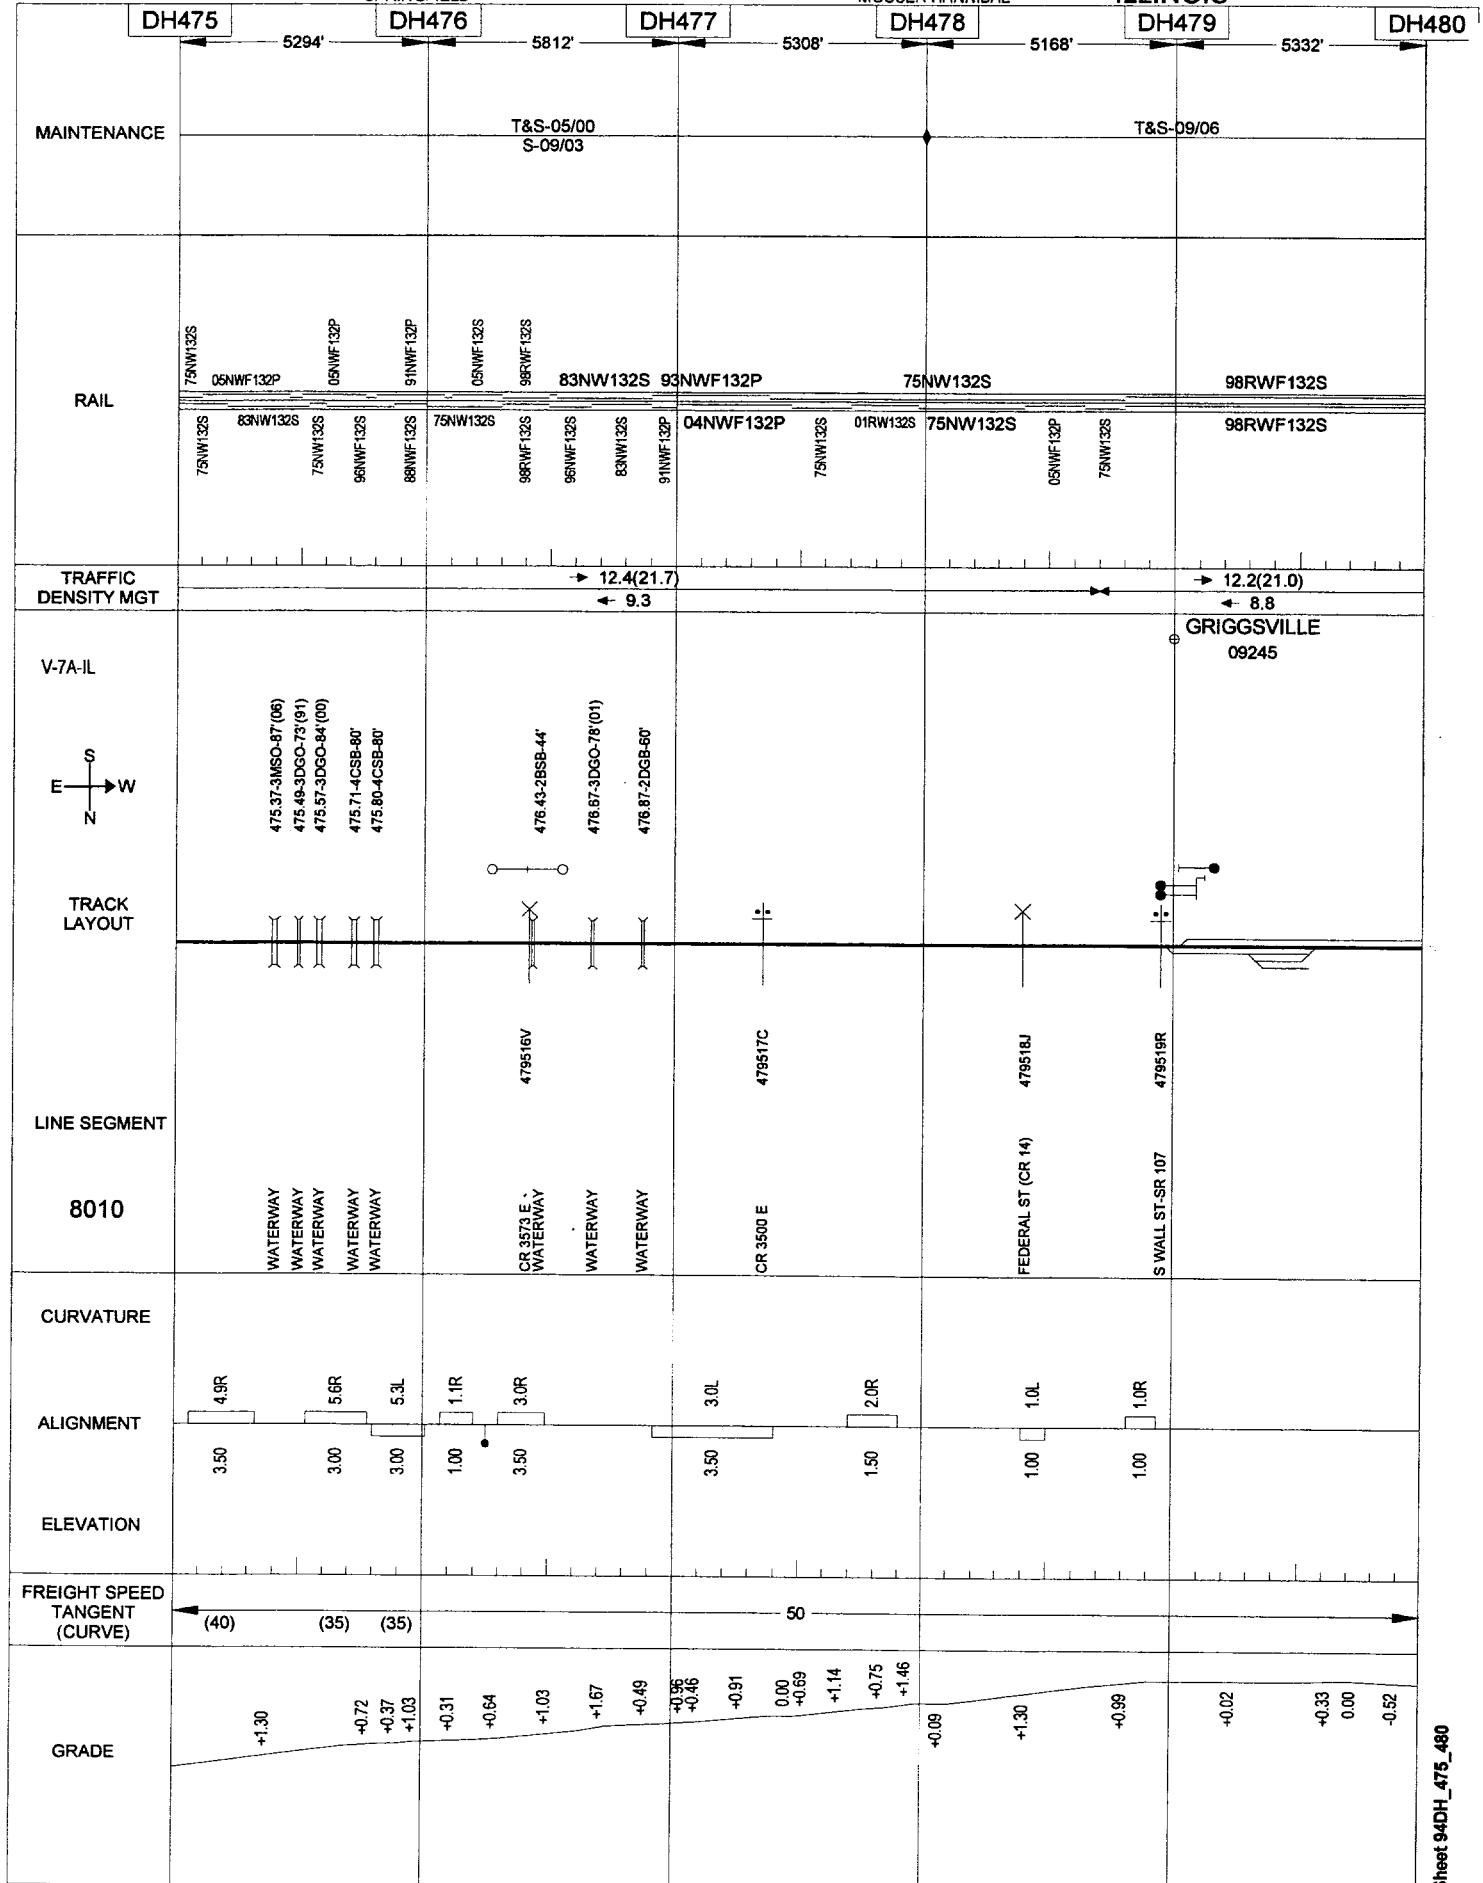 ILLINOIS
DH475 DH476 DH477 DH478 DH479 DH480
5294' 5812' 5308' 5168' 5332'
MAINTENANCE
T&S-05/00
S-09/03
T&S-09/06
RAIL
75NW132S
05NWF132P
05NWF132P
91NWF132P
05NWF132S
98RWF132S
83NW132S 93NWF132P
75NW132S
98RWF132S
75NW132S
83NW132S
75NW132S
96NWF132S
88NWF132S
75NW132S
98RWF132S
96NWF132S
83NW132S
91NWF132P
04NWF132P
75NW132S
01RW132S
75NW132S
05NWF132P
75NW132S
98RWF132S
TRAFFIC
DENSITY MGT
12.4(21.7)
9.3
12.2(21.0)
8.8
GRIGGSVILLE
09245
V-7A-IL
S
E W
N
475.37-3MSO-87'(06)
475.49-3DGO-73'(91)
475.57-3DGO-84'(00)
475.71-4CSB-80'
475.80-4CSB-80'
476.43-2BSB-44'
476.67-3DGO-78'(01)
476.87-2DGB-60'
TRACK
LAYOUT
479516V
479517C
479518J
479519R
LINE SEGMENT
8010
WATERWAY
WATERWAY
WATERWAY
WATERWAY
WATERWAY
CR 3573 E
WATERWAY
WATERWAY
WATERWAY
CR 3500 E
FEDERAL ST (CR 14)
S WALL ST-SR 107
CURVATURE
4.9R 5.6R 5.3L 1.1R 3.0R 3.0L 2.0R 1.0L 1.0R
ALIGNMENT
3.50 3.00 3.00 1.00 3.50 3.50 1.50 1.00 1.00
ELEVATION
FREIGHT SPEED
TANGENT
(CURVE)
(40) (35) (35) 50
GRADE
+1.30 +0.72 +0.37 +1.03 +0.31 +0.64 +1.03 +1.67 +0.49 +0.96 +0.46 +0.91 0.00 +0.69 +1.14 +0.75 +1.46 +0.09 +1.30 +0.99 +0.02 +0.33 0.00 -0.52
Sheet 94DH_475_480